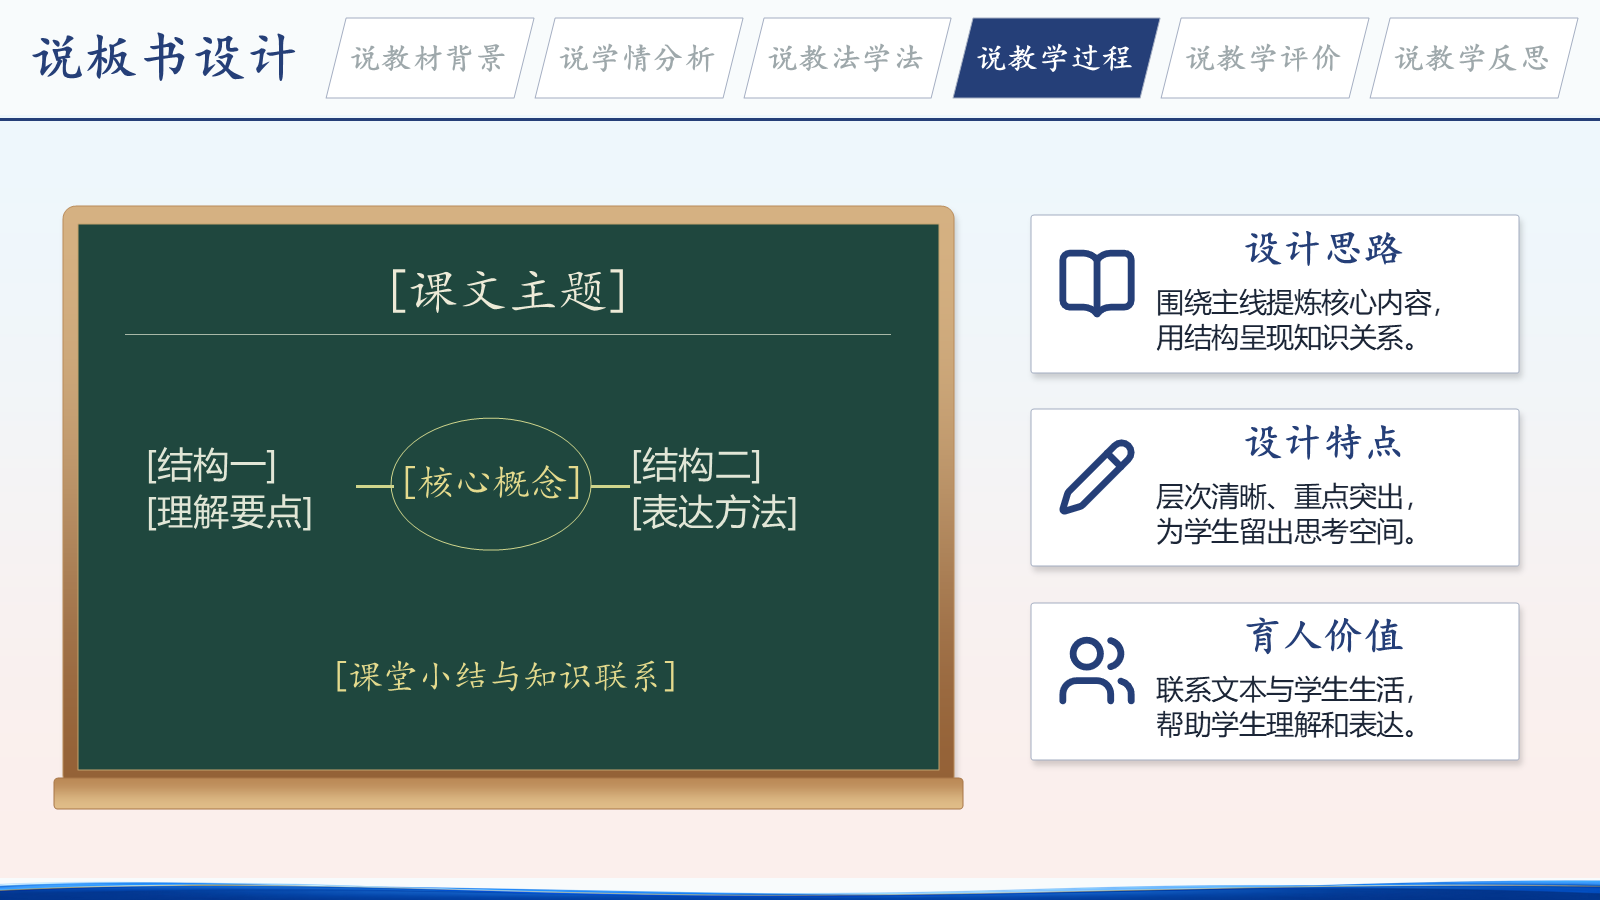 说板书设计
说教材背景
说学情分析
说教法学法
说教学过程
说教学评价
说教学反思
[课文主题]
[结构一]
[理解要点]
[核心概念]
[结构二]
[表达方法]
[课堂小结与知识联系]
设计思路
围绕主线提炼核心内容，
用结构呈现知识关系。
设计特点
层次清晰、重点突出，
为学生留出思考空间。
育人价值
联系文本与学生生活，
帮助学生理解和表达。